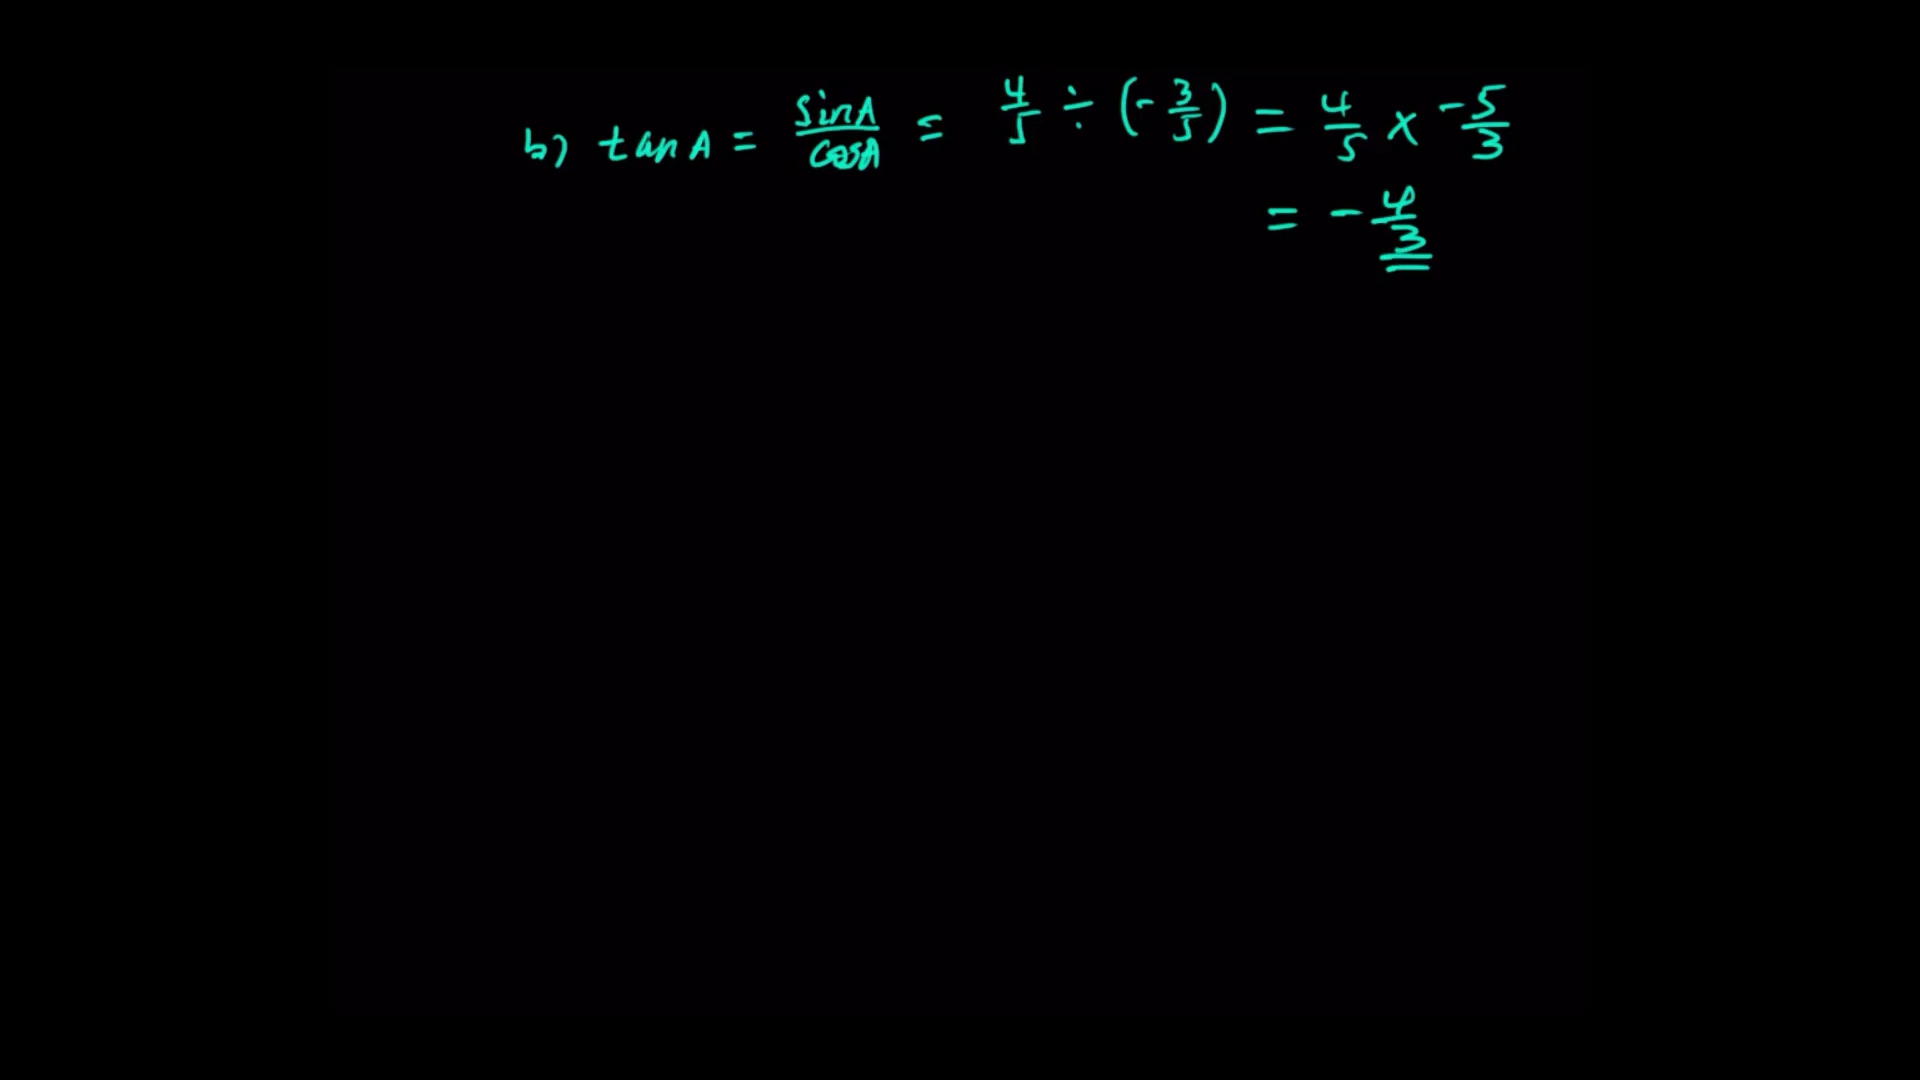 b) tan A = sinA/cosA = 4/5 ÷ (-3/5) = 4/5 x -5/3
= -4/3